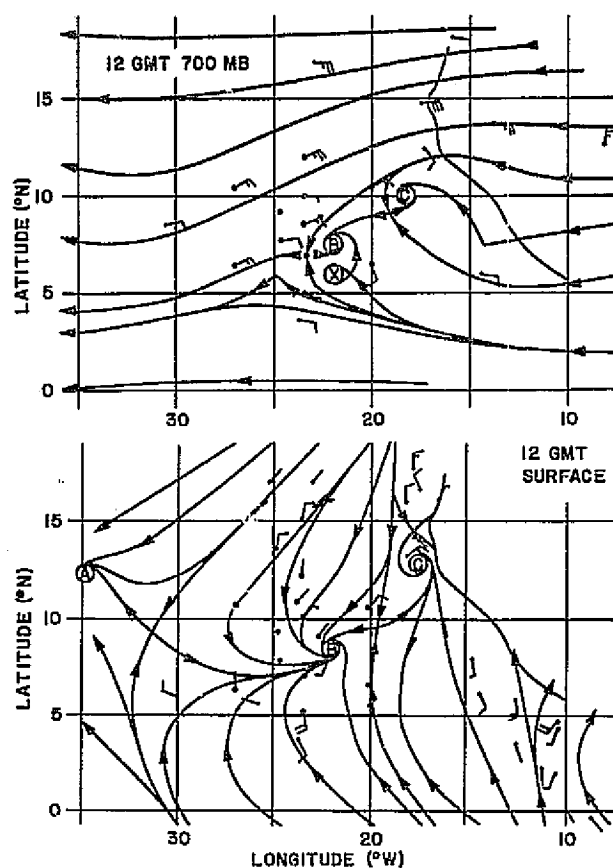 12 GMT 700 MB
15
10
5
0
LATITUDE (°N)
C
B
X
30
20
10
12 GMT
SURFACE
15
10
5
0
LATITUDE (°N)
A
C
B
30
20
10
LONGITUDE (°W)